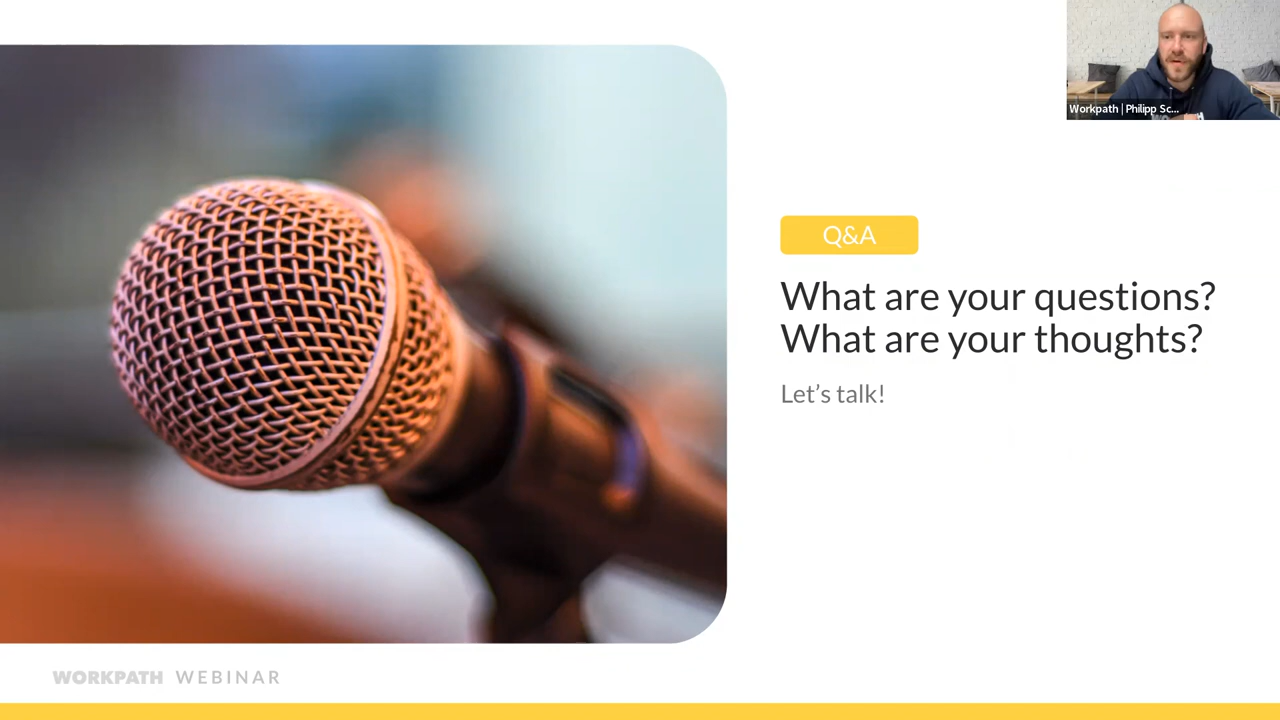 Workpath | Philipp Sc...
Q&A
What are your questions?
What are your thoughts?
Let's talk!
WORKPATH WEBINAR